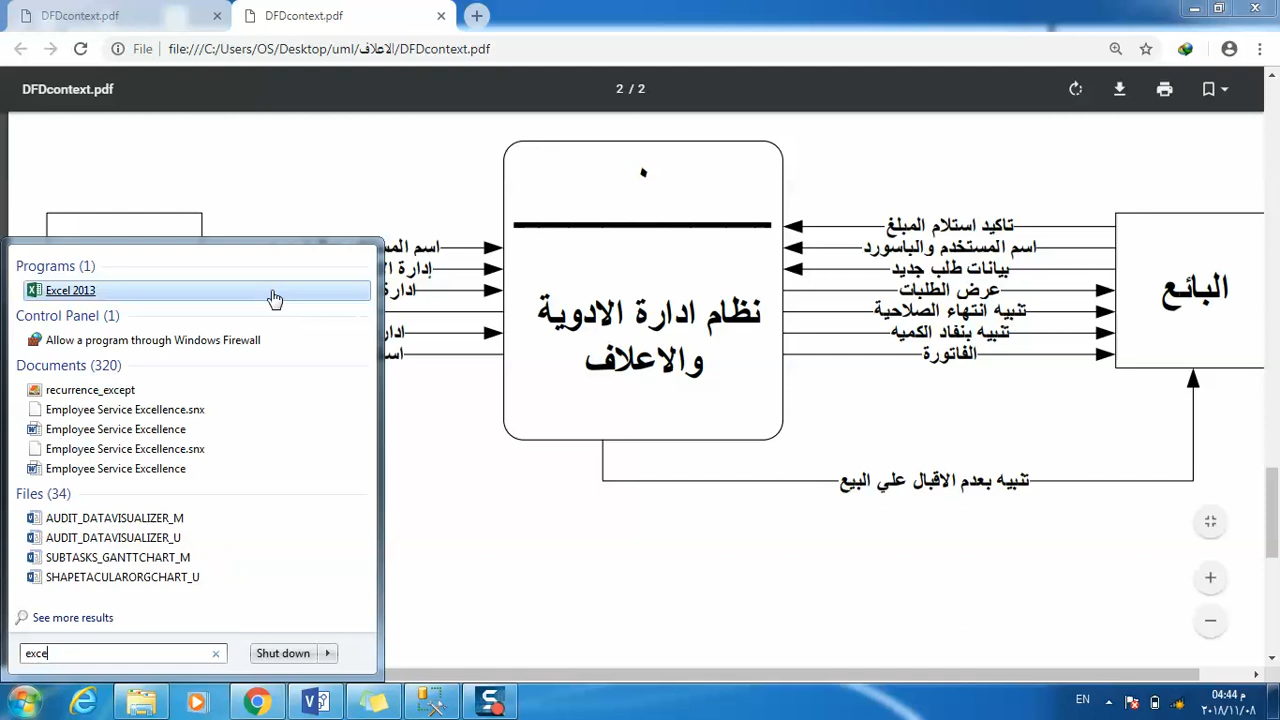 DFDcontext.pdf
DFDcontext.pdf
File
file:///C:/Users/OS/Desktop/uml/الاعلاف/DFDcontext.pdf
DFDcontext.pdf
2 / 2
٠
نظام ادارة الادوية
والاعلاف
تاكيد استلام المبلغ
اسم المستخدم والباسورد
بيانات طلب جديد
عرض الطلبات
تنبيه انتهاء الصلاحية
تنبيه بنفاد الكميه
الفاتورة
البائع
تنبيه بعدم الاقبال علي البيع
Programs (1)
Excel 2013
Control Panel (1)
Allow a program through Windows Firewall
Documents (320)
recurrence_except
Employee Service Excellence.snx
Employee Service Excellence
Employee Service Excellence.snx
Employee Service Excellence
Files (34)
AUDIT_DATAVISUALIZER_M
AUDIT_DATAVISUALIZER_U
SUBTASKS_GANTTCHART_M
SHAPETACULARORGCHART_U
See more results
exce
Shut down
EN
04:44 م
٢٠١٨/١١/٠٨